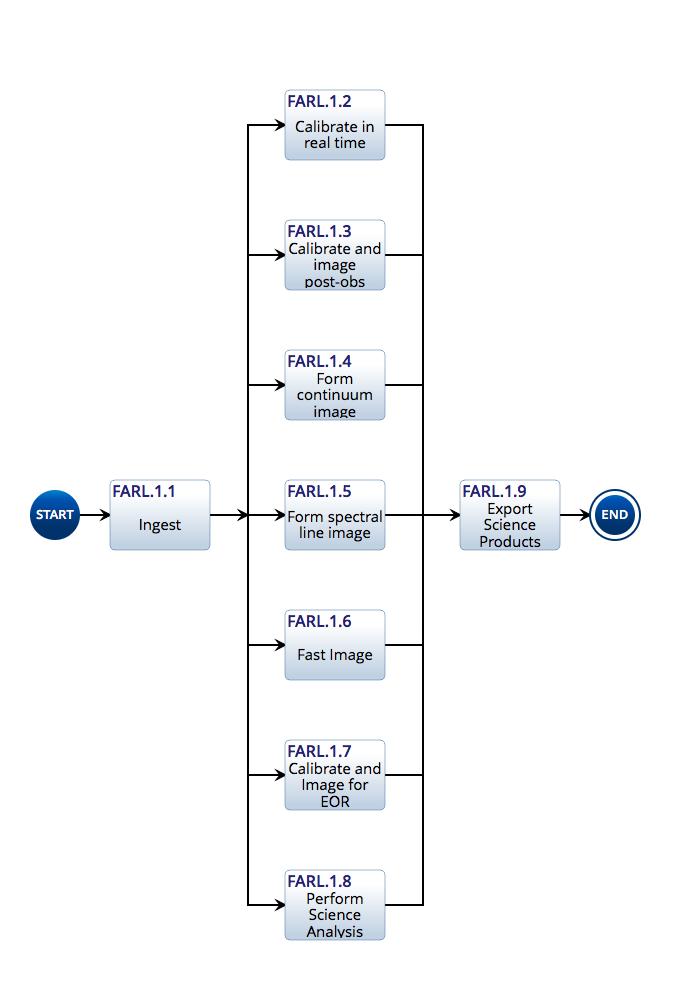 START
FARL.1.1
Ingest
FARL.1.2
Calibrate in
real time
FARL.1.3
Calibrate and
image
post-obs
FARL.1.4
Form
continuum
image
FARL.1.5
Form spectral
line image
FARL.1.6
Fast Image
FARL.1.7
Calibrate and
Image for
EOR
FARL.1.8
Perform
Science
Analysis
FARL.1.9
Export
Science
Products
END